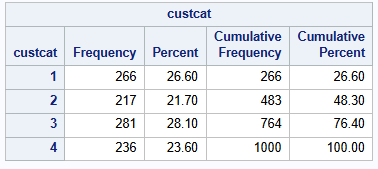 custcat
custcat Frequency Percent Cumulative Frequency Cumulative Percent
1 266 26.60 266 26.60
2 217 21.70 483 48.30
3 281 28.10 764 76.40
4 236 23.60 1000 100.00